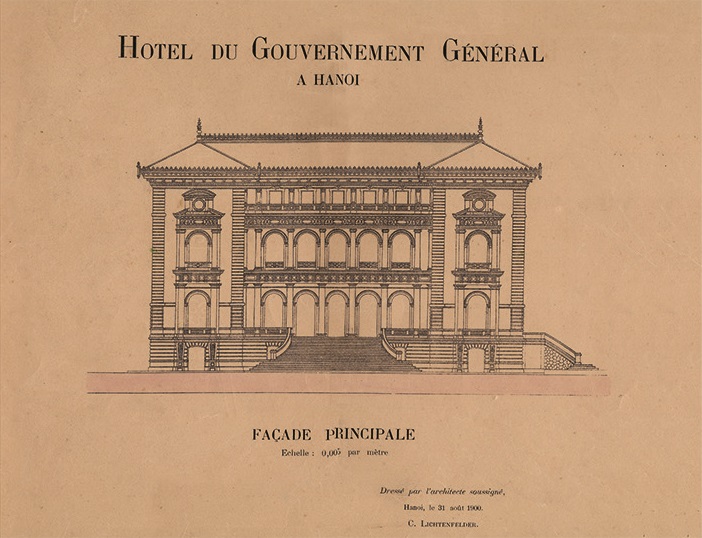 HOTEL DU GOUVERNEMENT GÉNÉRAL
A HANOI
FAÇADE PRINCIPALE
Echelle : 0,005 par mètre
Dressé par l'architecte soussigné,
Hanoi, le 31 août 1900.
C. LICHTENFELDER.